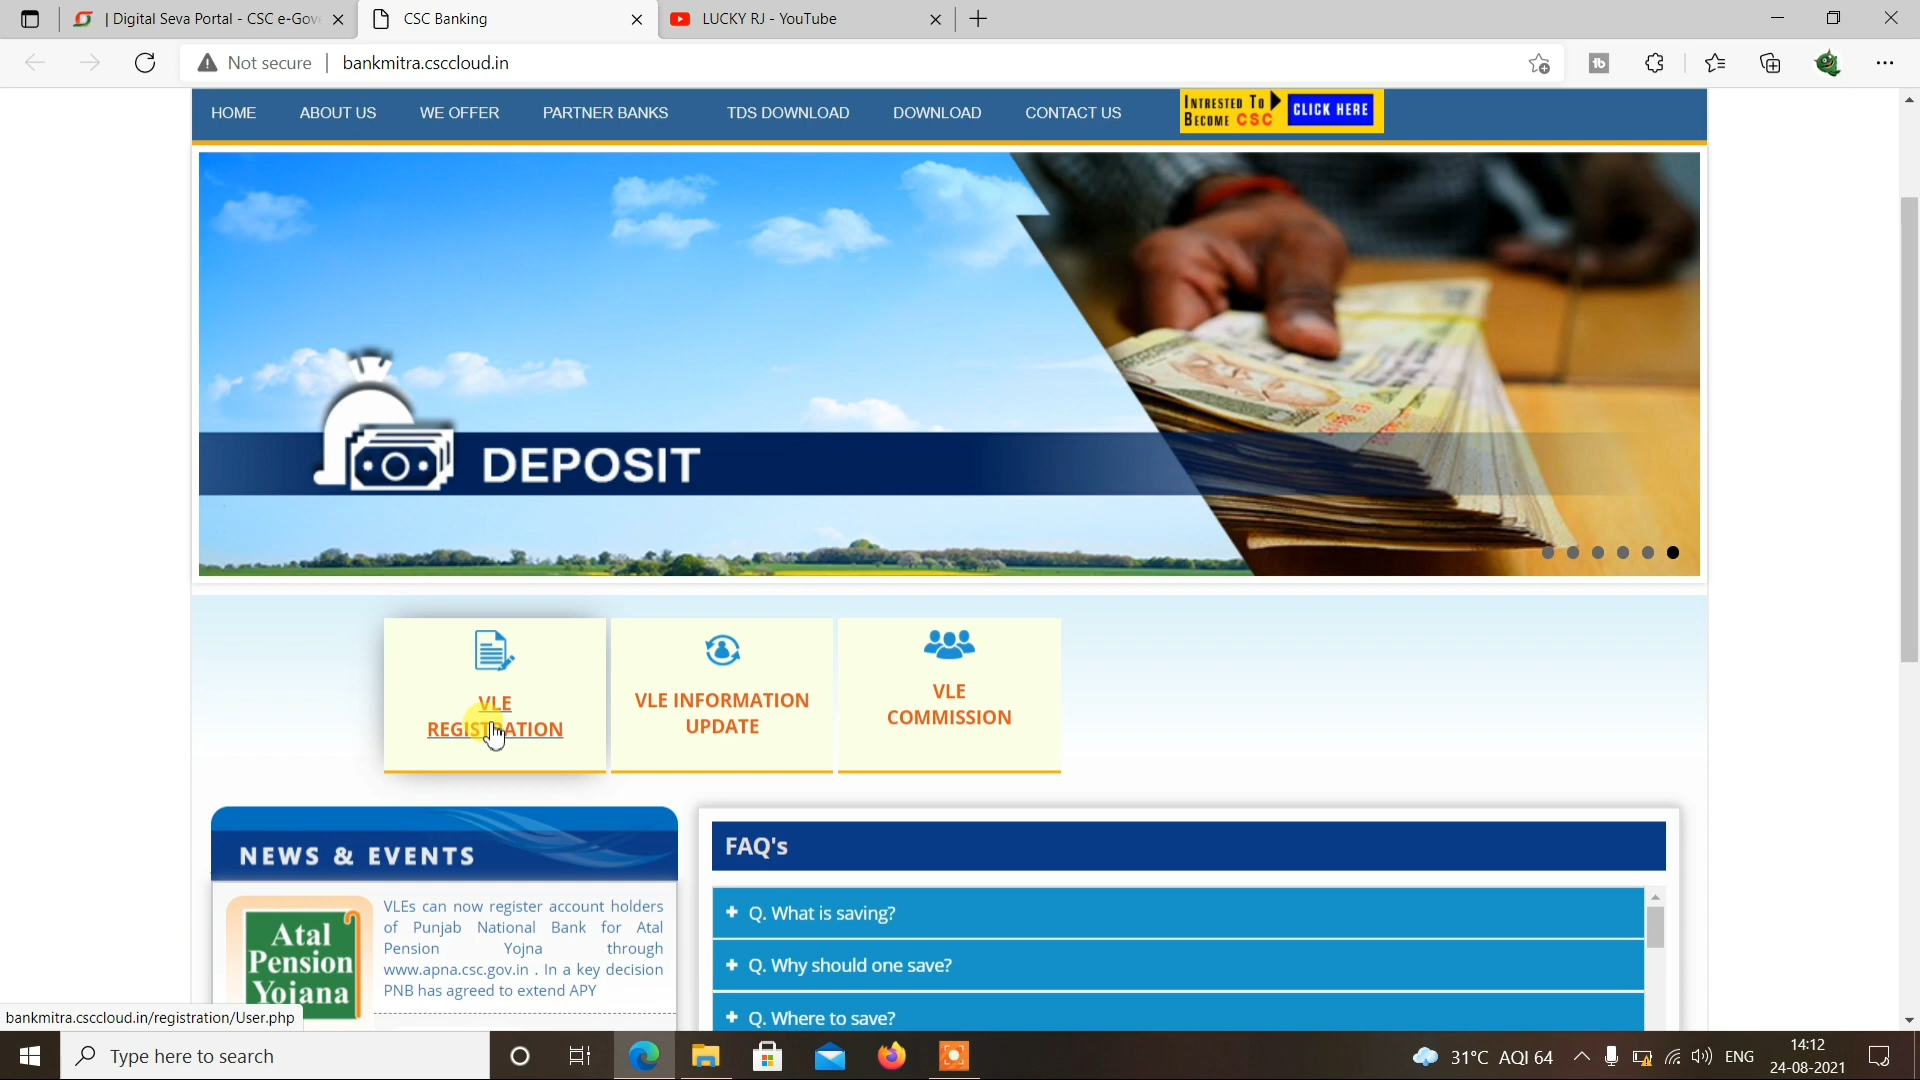 | Digital Seva Portal - CSC e-Gov
CSC Banking
LUCKY RJ - YouTube
Not secure
bankmitra.csccloud.in
HOME
ABOUT US
WE OFFER
PARTNER BANKS
TDS DOWNLOAD
DOWNLOAD
CONTACT US
INTRESTED TO
BECOME CSC
CLICK HERE
DEPOSIT
VLE
REGISTRATION
VLE INFORMATION
UPDATE
VLE
COMMISSION
NEWS & EVENTS
Atal
Pension
Yojana
VLEs can now register account holders
of Punjab National Bank for Atal
Pension Yojna through
www.apna.csc.gov.in . In a key decision
PNB has agreed to extend APY
FAQ's
+ Q. What is saving?
+ Q. Why should one save?
+ Q. Where to save?
bankmitra.csccloud.in/registration/User.php
Type here to search
31°C AQI 64
ENG
14:12
24-08-2021